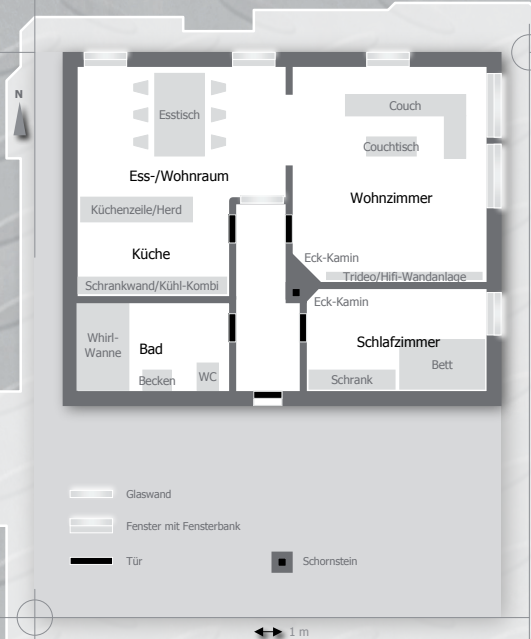 N
Esstisch
Couch
Couchtisch
Ess-/Wohnraum
Wohnzimmer
Küchenzeile/Herd
Küche
Eck-Kamin
Schrankwand/Kühl-Kombi
Trideo/Hifi-Wandanlage
Eck-Kamin
Whirl-
Wanne
Bad
Schlafzimmer
Becken
WC
Schrank
Bett
Glaswand
Fenster mit Fensterbank
Tür
Schornstein
1 m